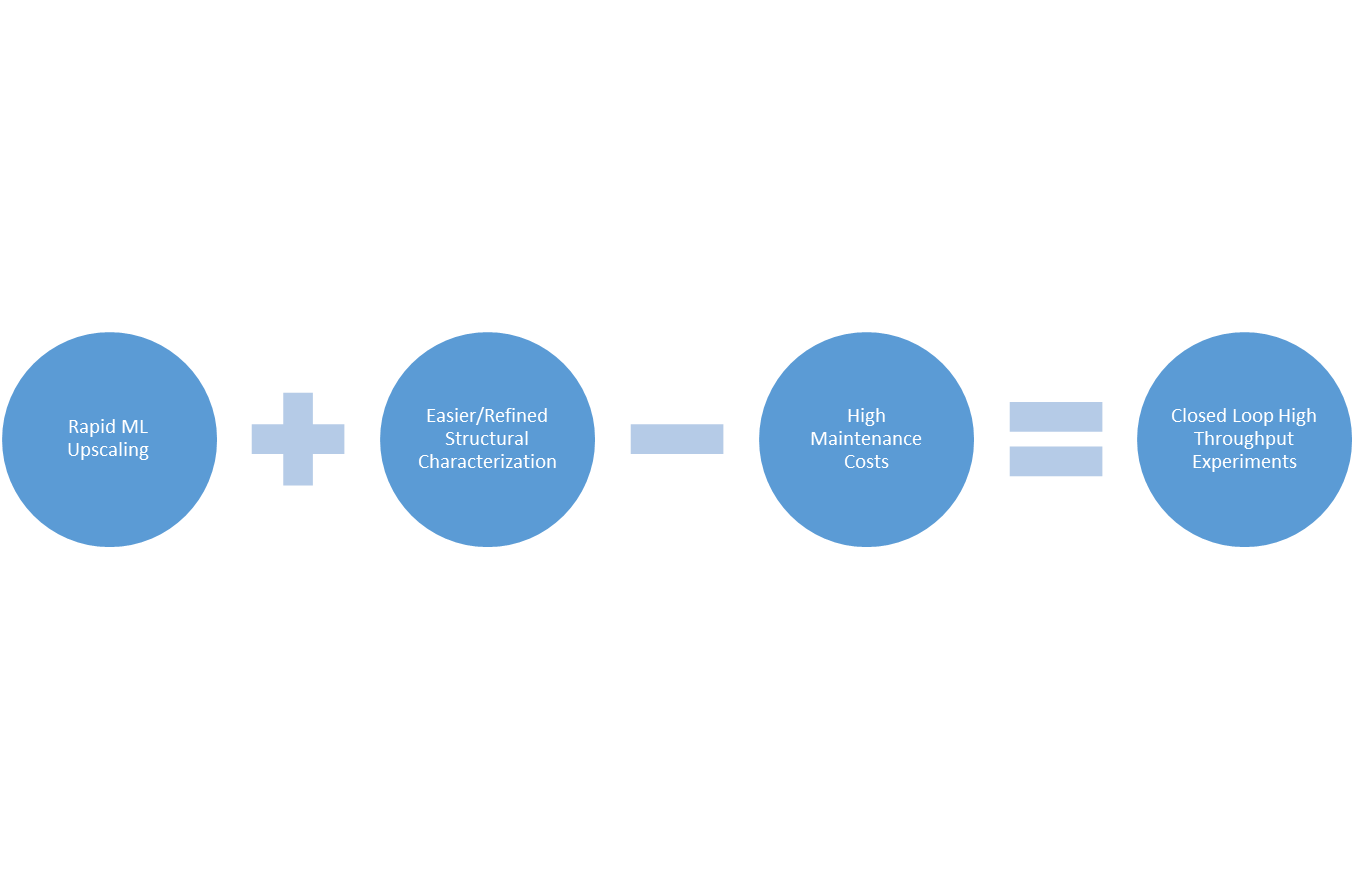 Rapid ML
Upscaling
Easier/Refined
Structural
Characterization
High
Maintenance
Costs
Closed Loop High
Throughput
Experiments